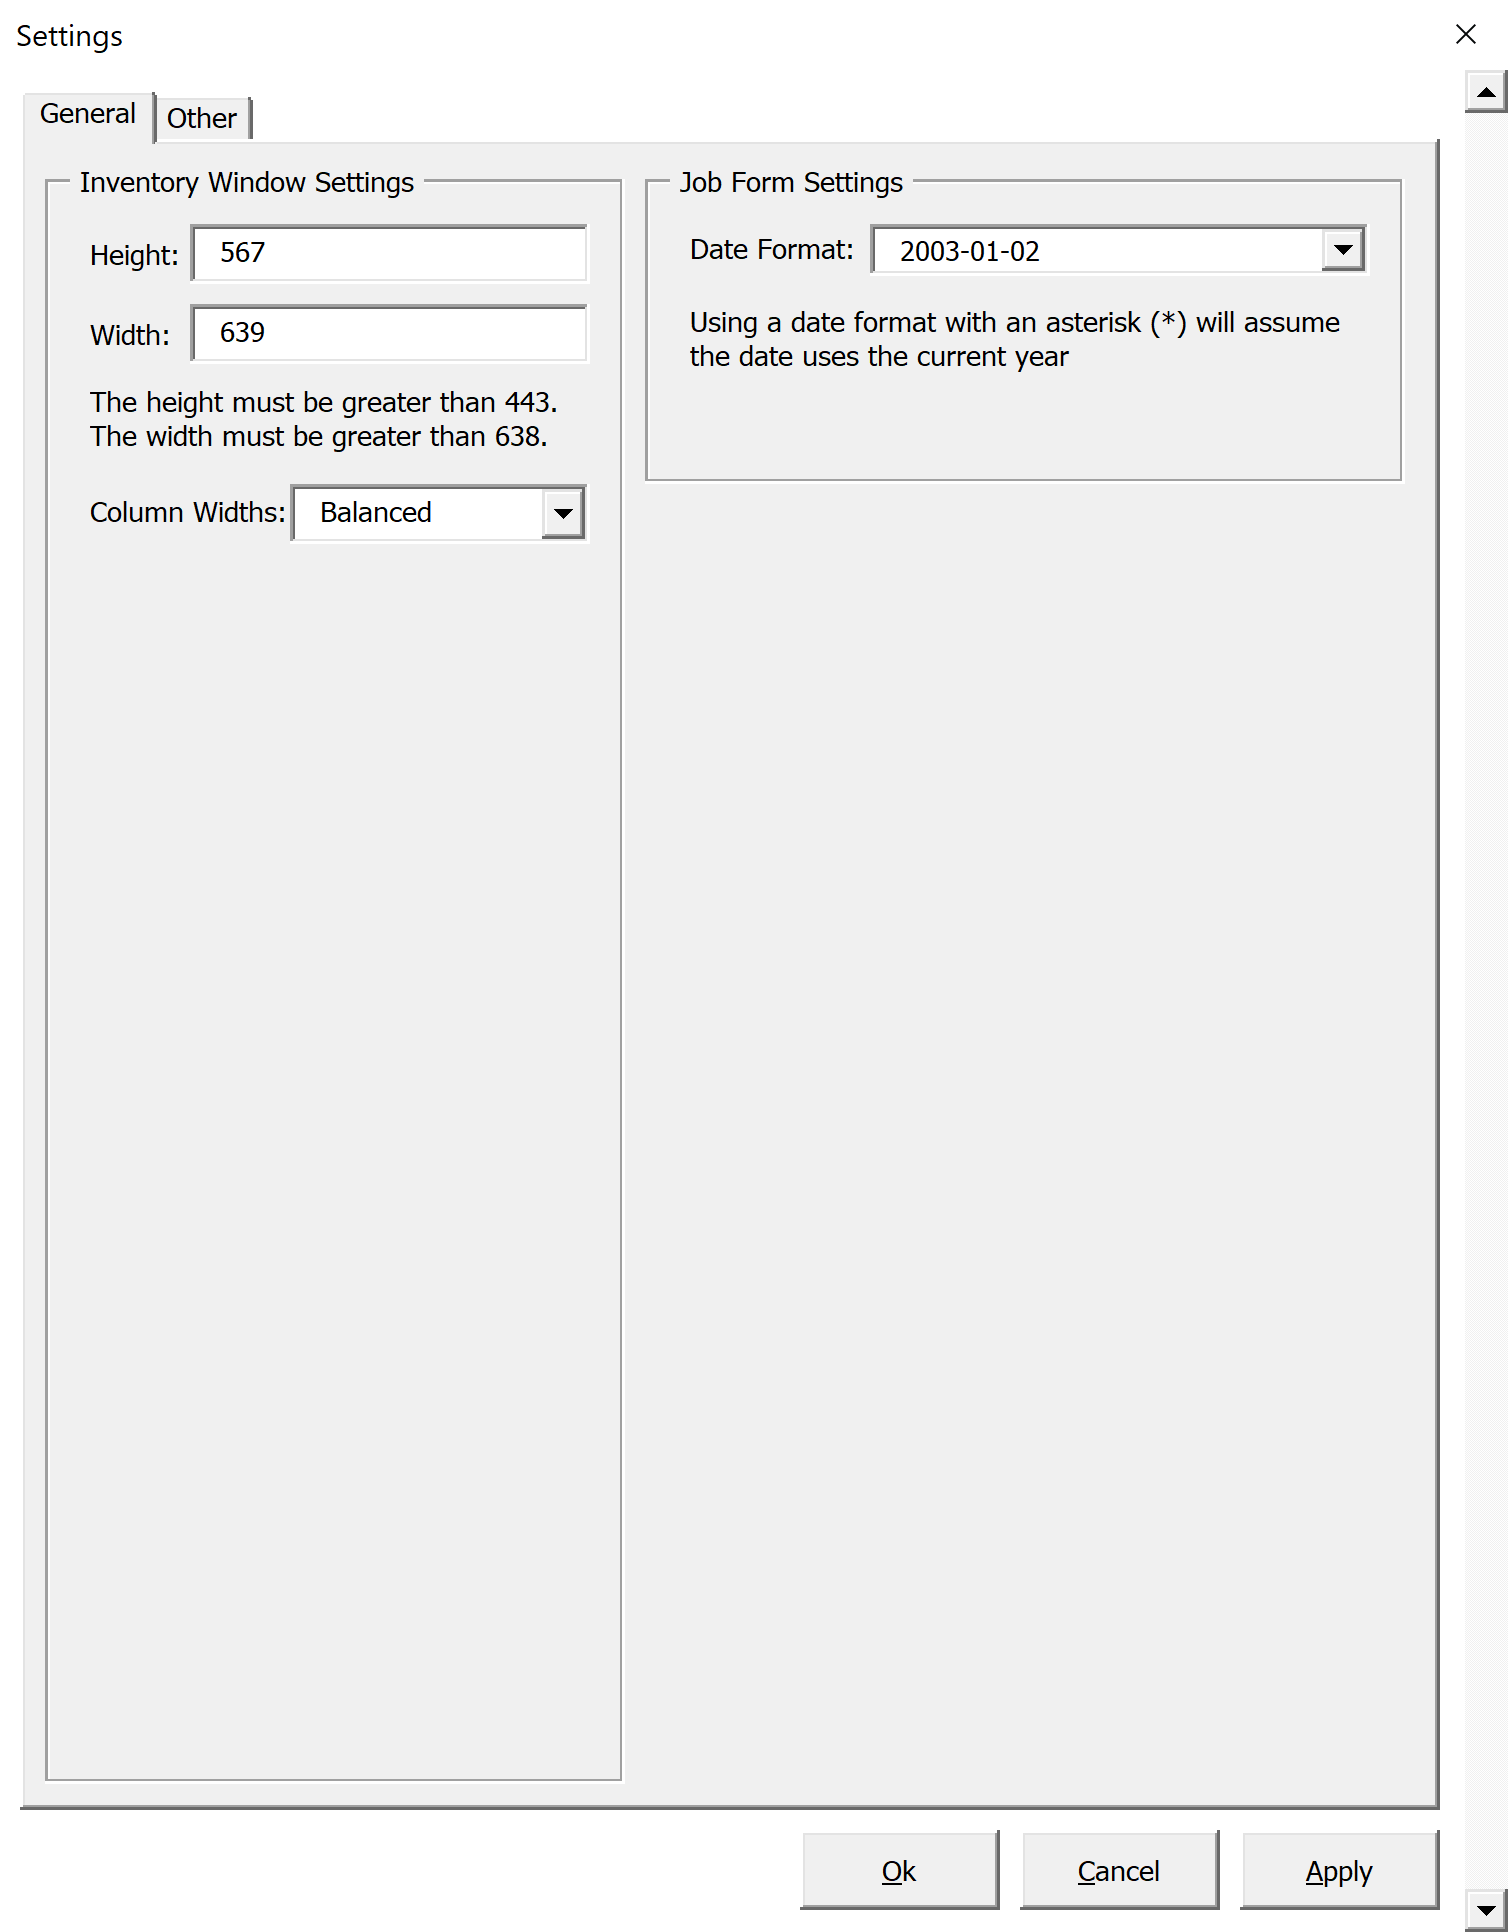 Settings
General
Other
Inventory Window Settings
Height: 567
Width: 639
The height must be greater than 443.
The width must be greater than 638.
Column Widths: Balanced
Job Form Settings
Date Format: 2003-01-02
Using a date format with an asterisk (*) will assume
the date uses the current year
Ok
Cancel
Apply